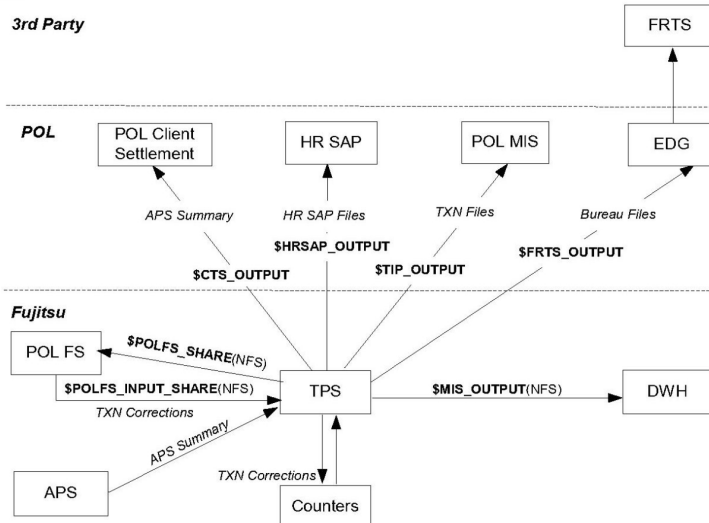 3rd Party
FRTS
POL
POL Client
Settlement
HR SAP
POL MIS
EDG
APS Summary
HR SAP Files
TXN Files
Bureau Files
$HRSAP_OUTPUT
$FRTS_OUTPUT
$CTS_OUTPUT
$TIP_OUTPUT
Fujitsu
POL FS
$POLFS_SHARE(NFS)
$POLFS_INPUT_SHARE(NFS)
TPS
$MIS_OUTPUT(NFS)
DWH
TXN Corrections
APS Summary
TXN Corrections
APS
Counters